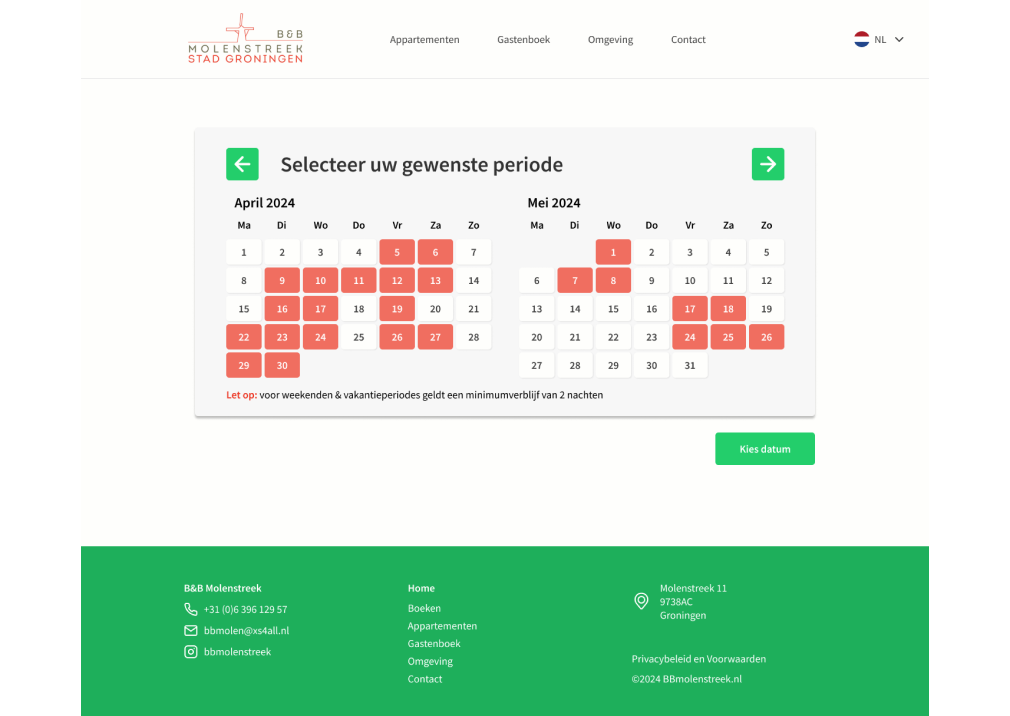 B&B
MOLENSTREEK
STAD GRONINGEN
Appartementen
Gastenboek
Omgeving
Contact
NL
Selecteer uw gewenste periode
April 2024
Ma Di Wo Do Vr Za Zo
1 2 3 4 5 6 7
8 9 10 11 12 13 14
15 16 17 18 19 20 21
22 23 24 25 26 27 28
29 30
Mei 2024
Ma Di Wo Do Vr Za Zo
1 2 3 4 5
6 7 8 9 10 11 12
13 14 15 16 17 18 19
20 21 22 23 24 25 26
27 28 29 30 31
Let op: voor weekenden & vakantieperiodes geldt een minimumverblijf van 2 nachten
Kies datum
B&B Molenstreek
+31 (0)6 396 129 57
bbmolen@xs4all.nl
bbmolenstreek
Home
Boeken
Appartementen
Gastenboek
Omgeving
Contact
Molenstreek 11
9738AC
Groningen
Privacybeleid en Voorwaarden
©2024 BBmolenstreek.nl